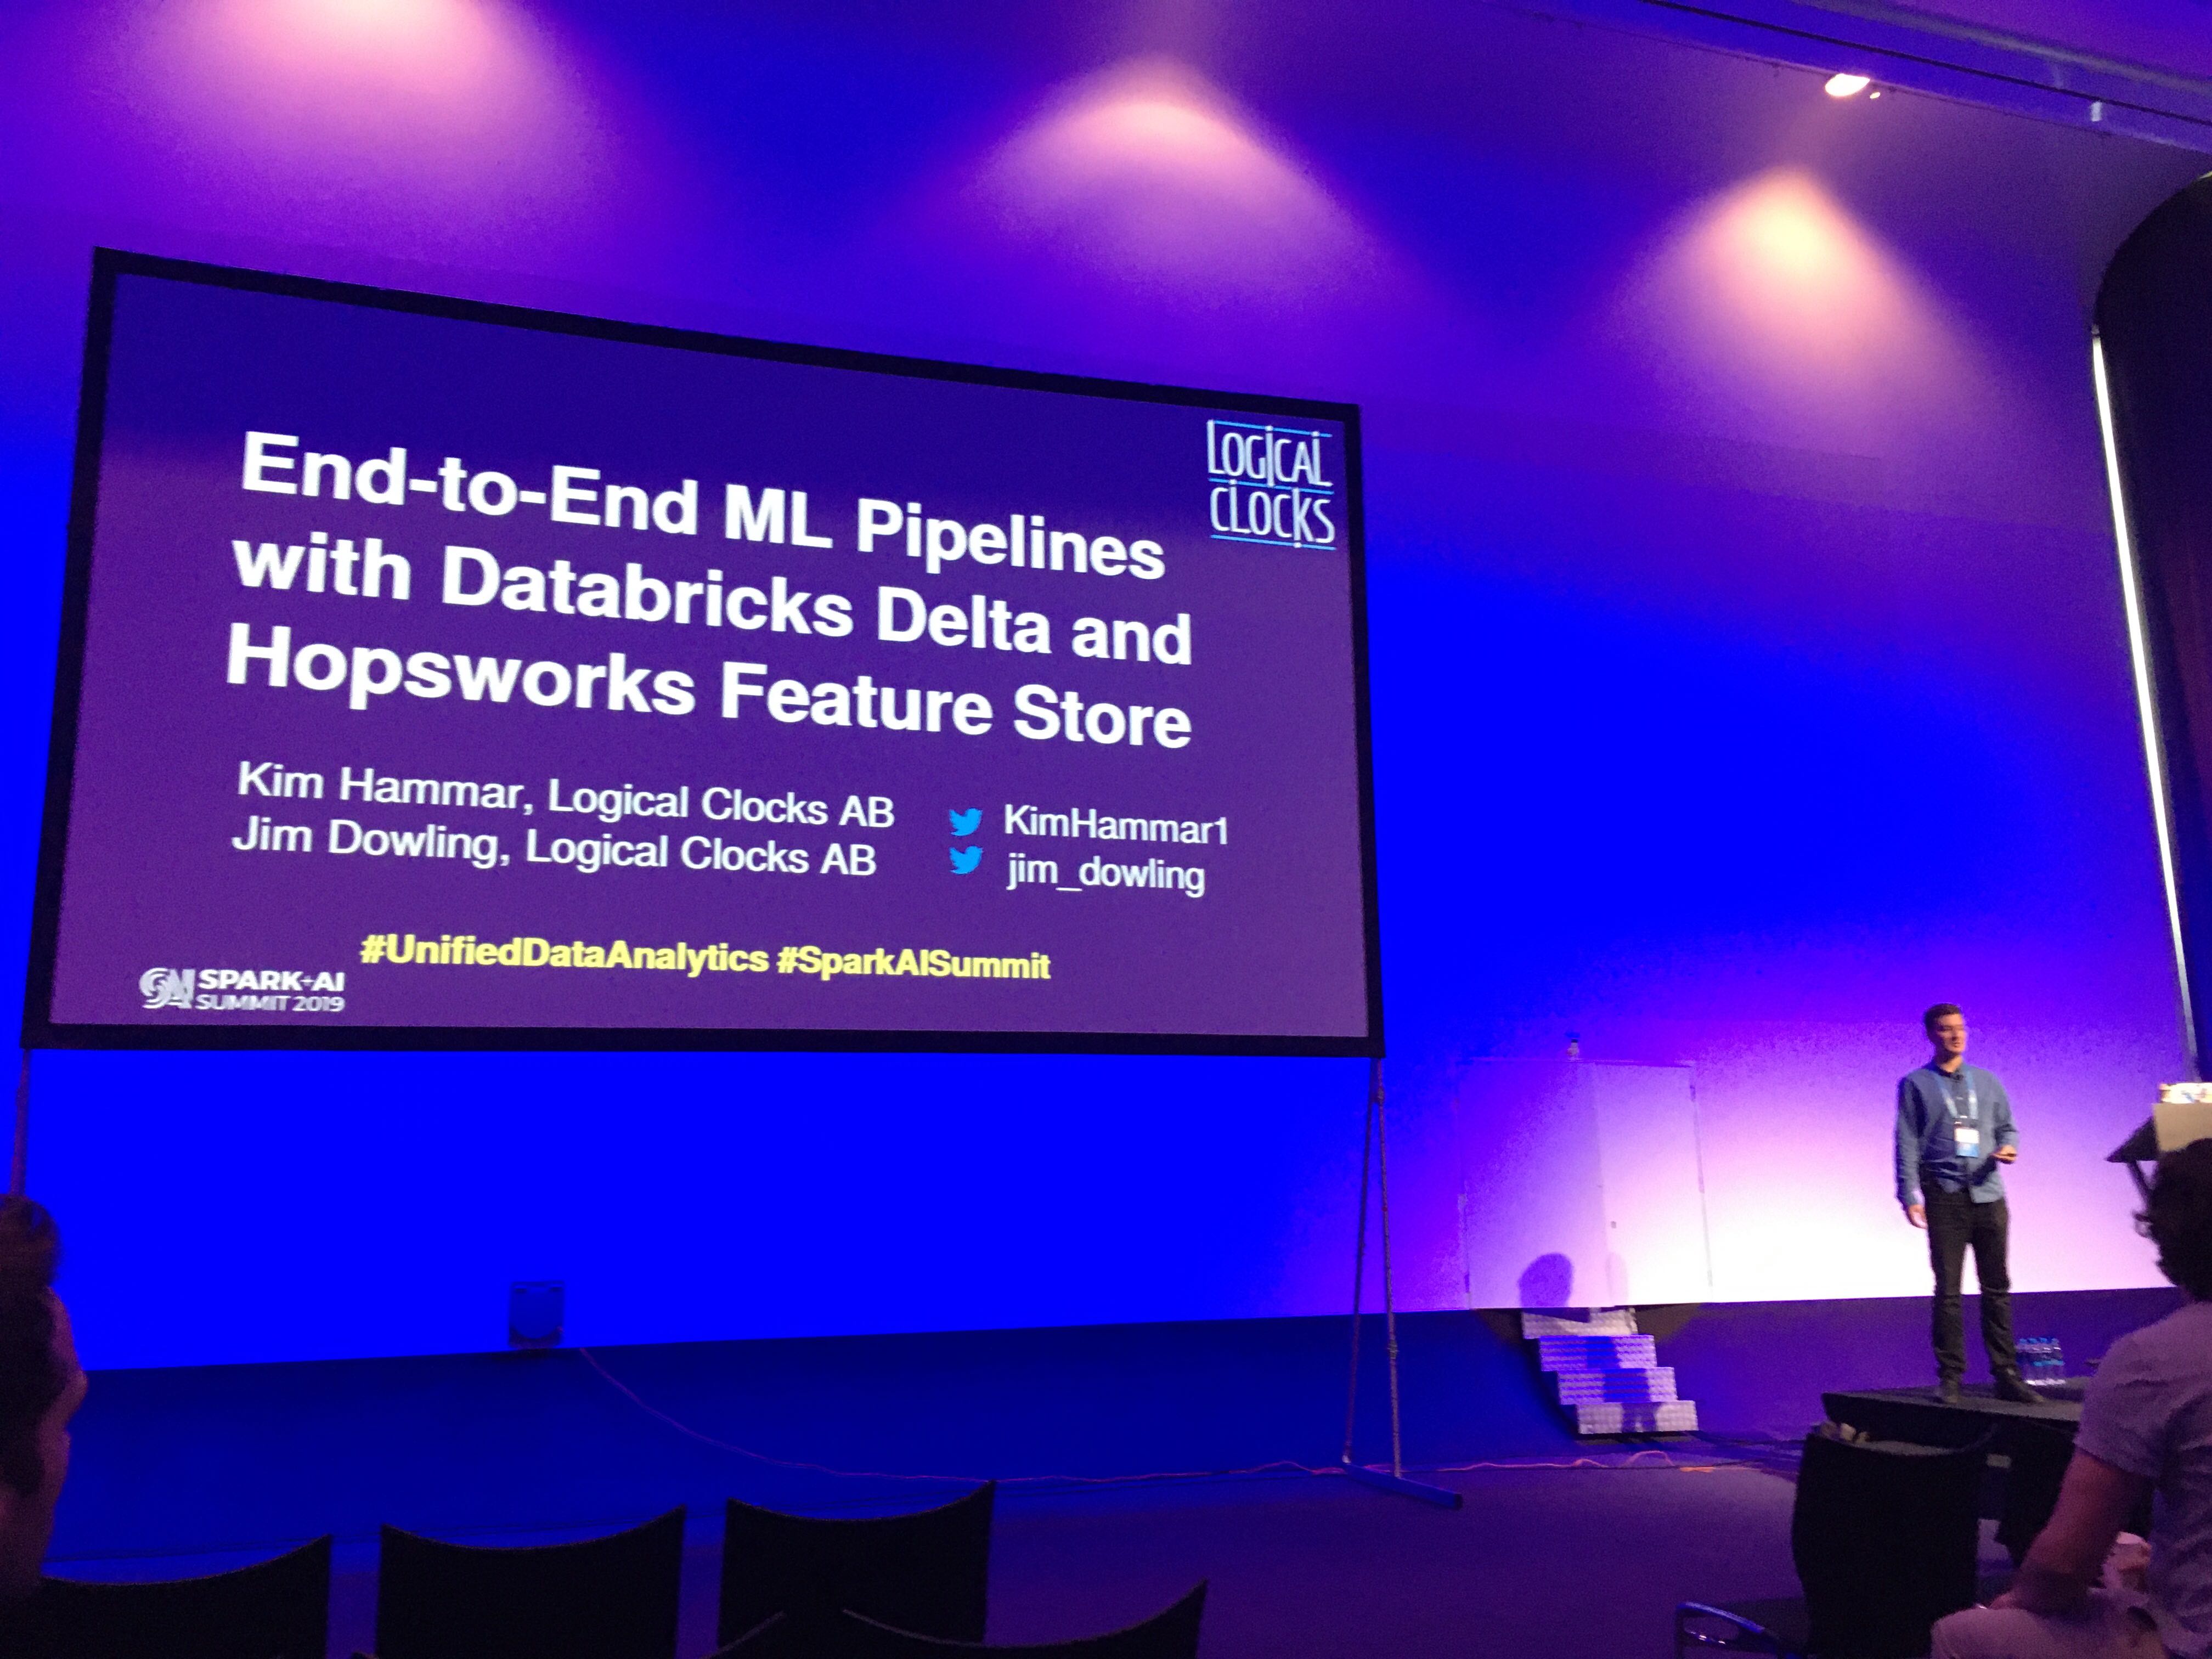 LOGICAL
CLOCKS
End-to-End ML Pipelines
with Databricks Delta and
Hopsworks Feature Store
Kim Hammar, Logical Clocks AB
KimHammar1
Jim Dowling, Logical Clocks AB
jim_dowling
#UnifiedDataAnalytics #SparkAISummit
SPARK+AI
SUMMIT 2019